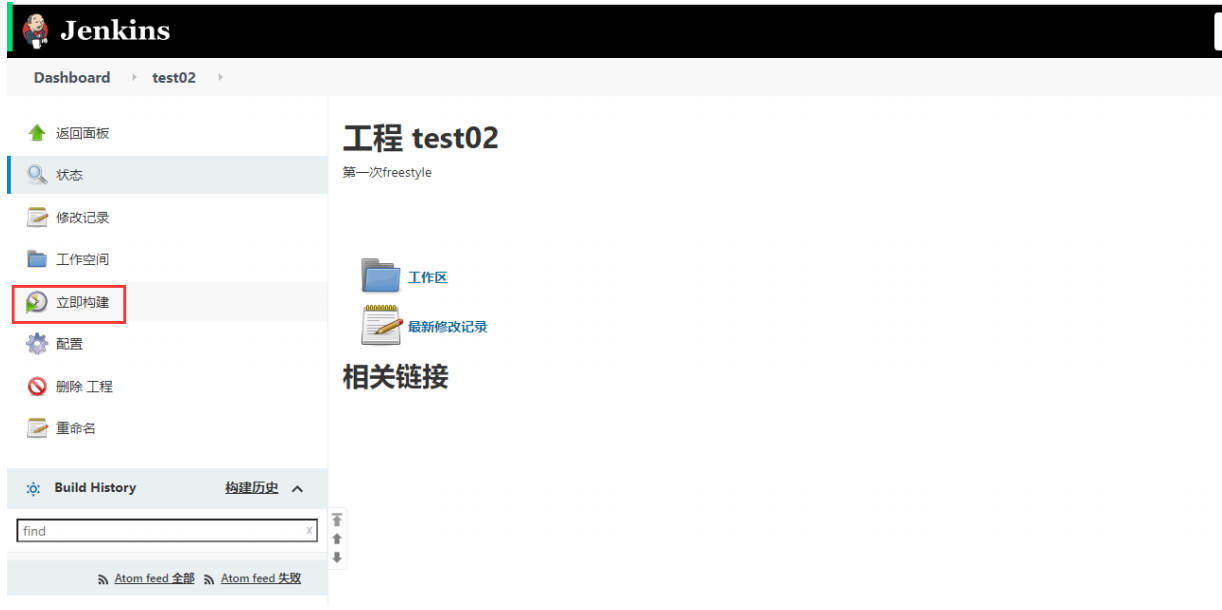 Jenkins
Dashboard test02
返回面板
状态
修改记录
工作空间
立即构建
配置
删除 工程
重命名
Build History 构建历史
find x
Atom feed 全部 Atom feed 失败
工程 test02
第一次freestyle
工作区
最新修改记录
相关链接